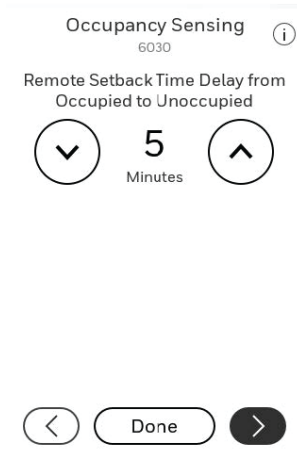 Occupancy Sensing
i
6030
Remote Setback Time Delay from
Occupied to Unoccupied
5
Minutes
Done